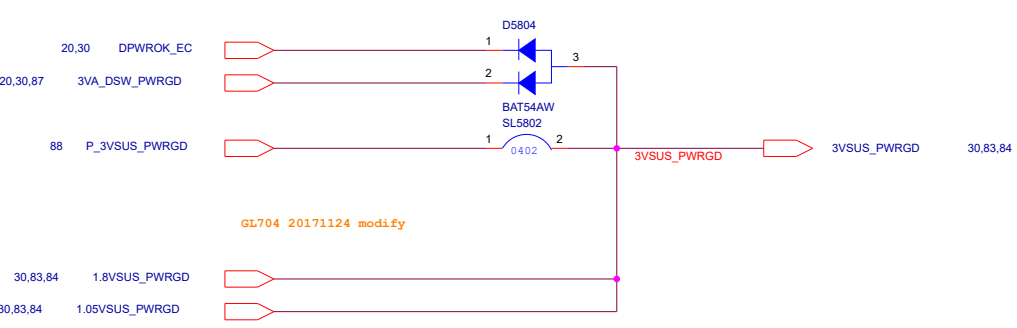 D5804
20,30 DPWROK_EC 1
3
20,30,87 3VA_DSW_PWRGD 2
BAT54AW
SL5802
88 P_3VSUS_PWRGD 1 0402 2 3VSUS_PWRGD 3VSUS_PWRGD 30,83,84
GL704 20171124 modify
30,83,84 1.8VSUS_PWRGD
30,83,84 1.05VSUS_PWRGD